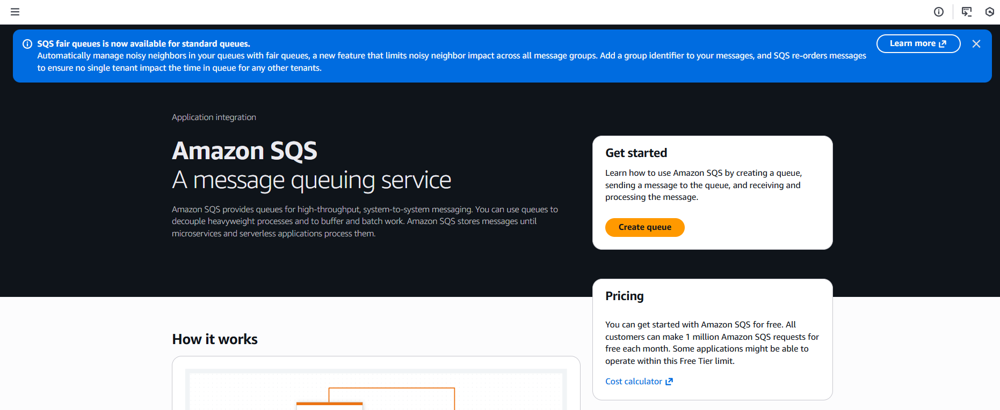 SQS fair queues is now available for standard queues.
Automatically manage noisy neighbors in your queues with fair queues, a new feature that limits noisy neighbor impact across all message groups. Add a group identifier to your messages, and SQS re-orders messages
to ensure no single tenant impact the time in queue for any other tenants.
Learn more
Application integration
Amazon SQS
A message queuing service
Amazon SQS provides queues for high-throughput, system-to-system messaging. You can use queues to
decouple heavyweight processes and to buffer and batch work. Amazon SQS stores messages until
microservices and serverless applications process them.
Get started
Learn how to use Amazon SQS by creating a queue,
sending a message to the queue, and receiving and
processing the message.
Create queue
Pricing
You can get started with Amazon SQS for free. All
customers can make 1 million Amazon SQS requests for
free each month. Some applications might be able to
operate within this Free Tier limit.
Cost calculator
How it works